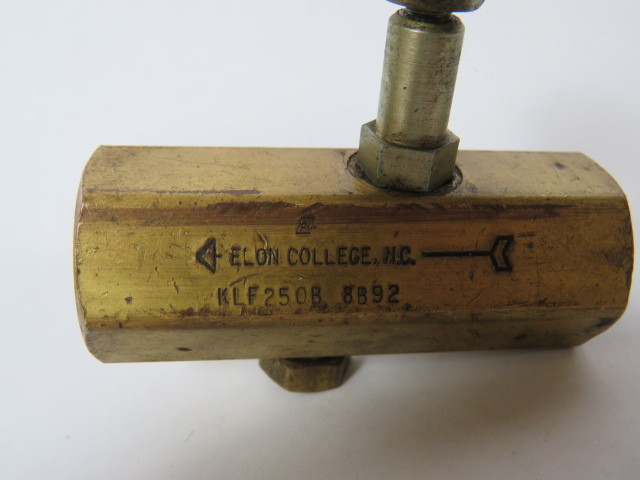 ELON COLLEGE, N.C.
KLF250B 8B92